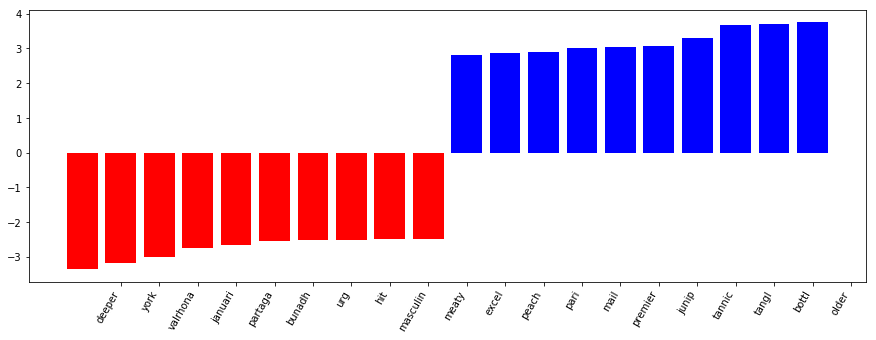 4
3
2
1
0
−1
−2
−3
deeper
york
valrhona
januari
partaga
bunadh
urg
hit
masculin
meaty
excel
peach
pari
mail
premier
junip
tannic
tangl
bottl
older